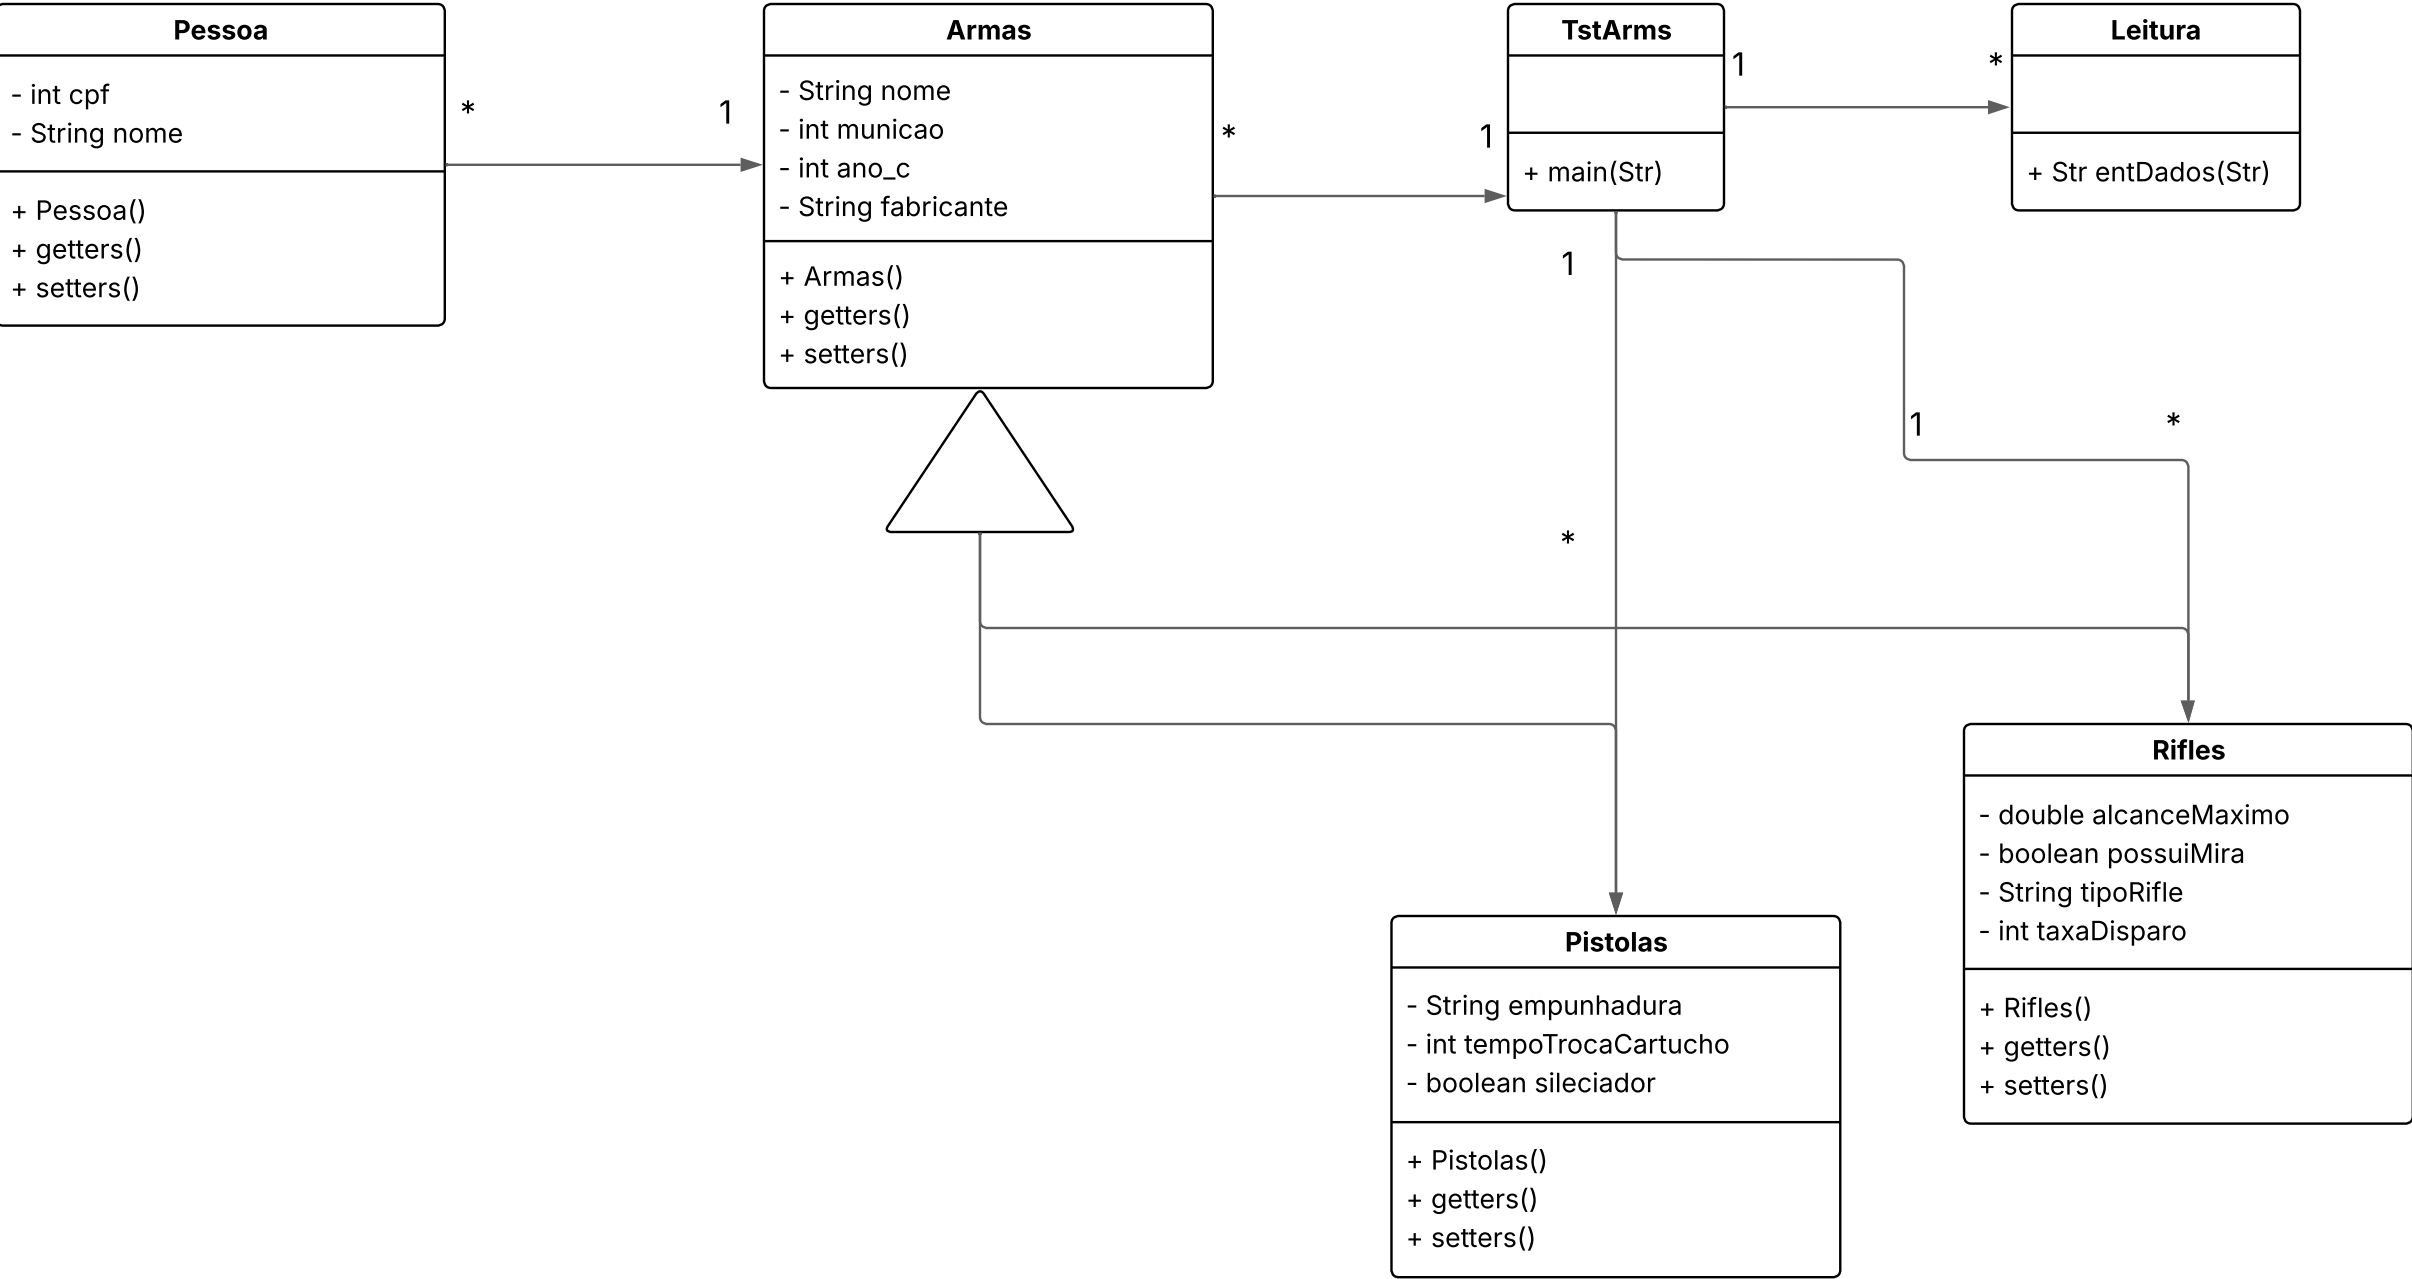 Pessoa
- int cpf
- String nome
+ Pessoa()
+ getters()
+ setters()
*
1
Armas
- String nome
- int municao
- int ano_c
- String fabricante
+ Armas()
+ getters()
+ setters()
*
1
TstArms
+ main(Str)
1
*
Leitura
+ Str entDados(Str)
1
*
1
*
Rifles
- double alcanceMaximo
- boolean possuiMira
- String tipoRifle
- int taxaDisparo
+ Rifles()
+ getters()
+ setters()
Pistolas
- String empunhadura
- int tempoTrocaCartucho
- boolean sileciador
+ Pistolas()
+ getters()
+ setters()